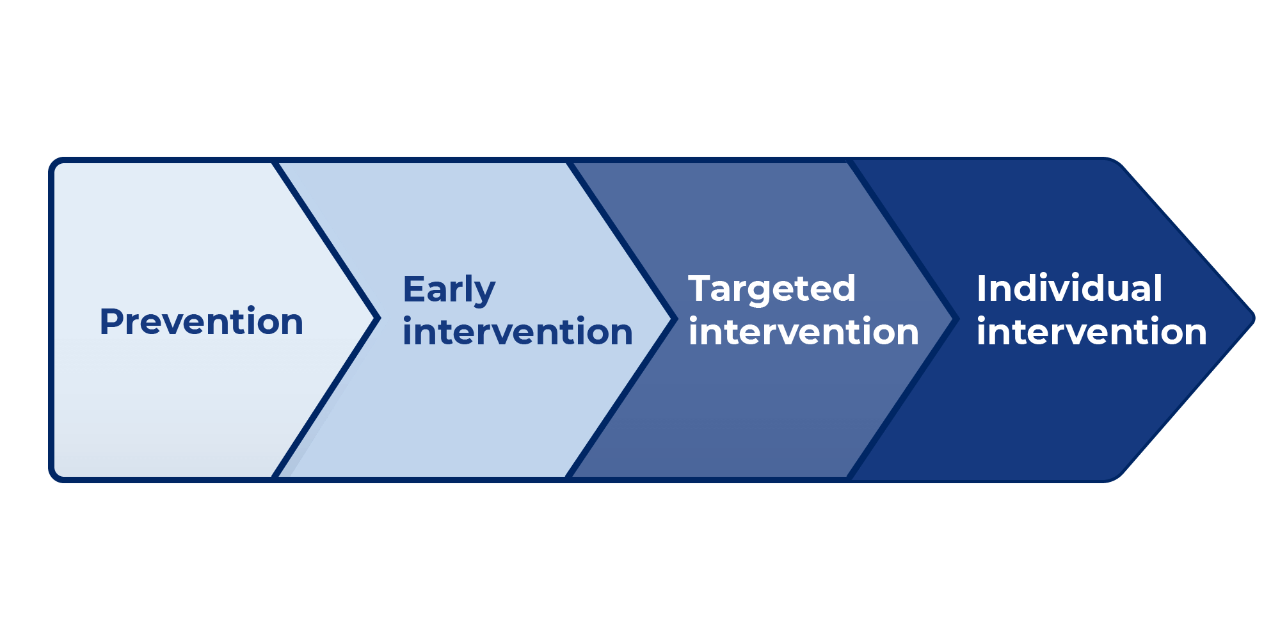 Prevention
Early
intervention
Targeted
intervention
Individual
intervention